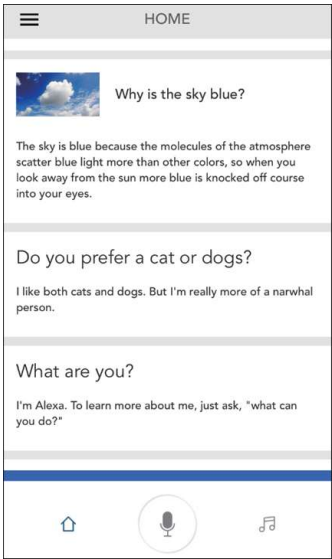 HOME
Why is the sky blue?
The sky is blue because the molecules of the atmosphere
scatter blue light more than other colors, so when you
look away from the sun more blue is knocked off course
into your eyes.
Do you prefer a cat or dogs?
I like both cats and dogs. But I'm really more of a narwhal
person.
What are you?
I'm Alexa. To learn more about me, just ask, "what can
you do?"